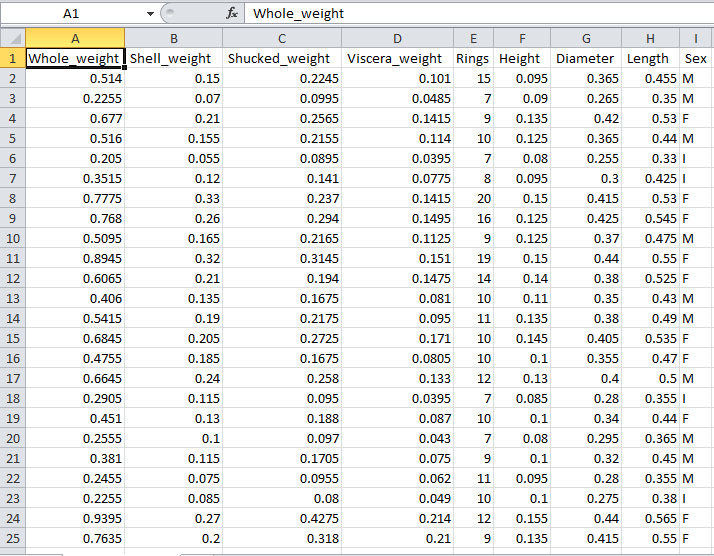 A1 fx Whole_weight
A B C D E F G H I
1 Whole_weight Shell_weight Shucked_weight Viscera_weight Rings Height Diameter Length Sex
2 0.514 0.15 0.2245 0.101 15 0.095 0.365 0.455 M
3 0.2255 0.07 0.0995 0.0485 7 0.09 0.265 0.35 M
4 0.677 0.21 0.2565 0.1415 9 0.135 0.42 0.53 F
5 0.516 0.155 0.2155 0.114 10 0.125 0.365 0.44 M
6 0.205 0.055 0.0895 0.0395 7 0.08 0.255 0.33 I
7 0.3515 0.12 0.141 0.0775 8 0.095 0.3 0.425 I
8 0.7775 0.33 0.237 0.1415 20 0.15 0.415 0.53 F
9 0.768 0.26 0.294 0.1495 16 0.125 0.425 0.545 F
10 0.5095 0.165 0.2165 0.1125 9 0.125 0.37 0.475 M
11 0.8945 0.32 0.3145 0.151 19 0.15 0.44 0.55 F
12 0.6065 0.21 0.194 0.1475 14 0.14 0.38 0.525 F
13 0.406 0.135 0.1675 0.081 10 0.11 0.35 0.43 M
14 0.5415 0.19 0.2175 0.095 11 0.135 0.38 0.49 M
15 0.6845 0.205 0.2725 0.171 10 0.145 0.405 0.535 F
16 0.4755 0.185 0.1675 0.0805 10 0.1 0.355 0.47 F
17 0.6645 0.24 0.258 0.133 12 0.13 0.4 0.5 M
18 0.2905 0.115 0.095 0.0395 7 0.085 0.28 0.355 I
19 0.451 0.13 0.188 0.087 10 0.1 0.34 0.44 F
20 0.2555 0.1 0.097 0.043 7 0.08 0.295 0.365 M
21 0.381 0.115 0.1705 0.075 9 0.1 0.32 0.45 M
22 0.2455 0.075 0.0955 0.062 11 0.095 0.28 0.355 M
23 0.2255 0.085 0.08 0.049 10 0.1 0.275 0.38 I
24 0.9395 0.27 0.4275 0.214 12 0.155 0.44 0.565 F
25 0.7635 0.2 0.318 0.21 9 0.135 0.415 0.55 F